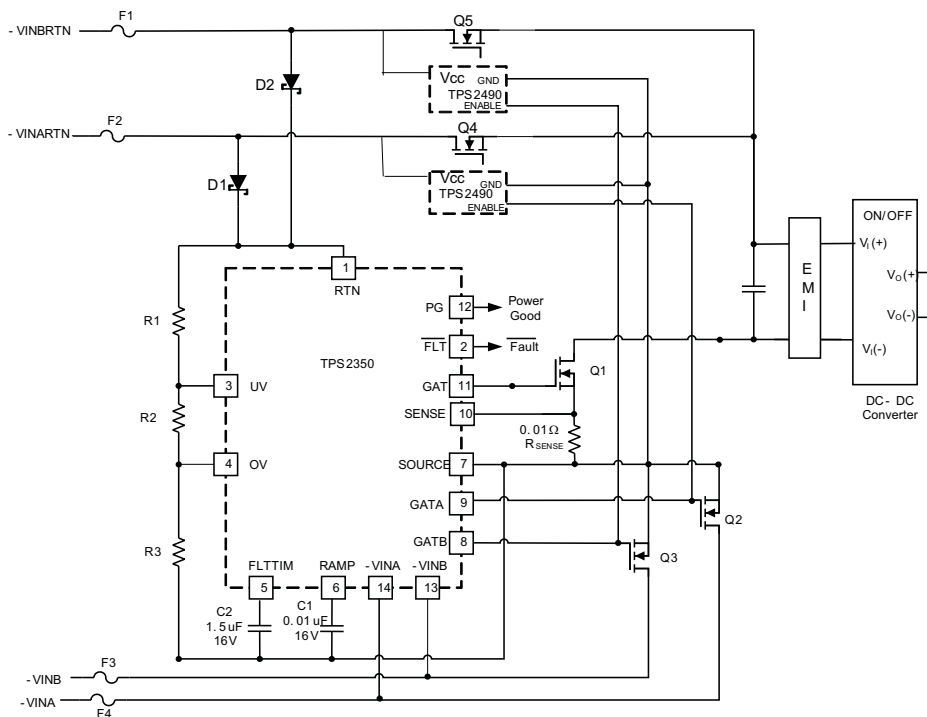 F1
- VINBRTN
Q5
D2
Vcc GND
TPS2490
ENABLE
F2
-VINARTN
Q4
D1
Vcc GND
TPS2490
ENABLE
ON/OFF
VI(+)
VO(+)
VO(-)
VI(-)
E
M
I
DC- DC
Converter
1
RTN
PG 12 Power
Good
FLT 2 Fault
TPS2350
R1
3 UV
GAT 11
Q1
SENSE 10
R2
0.01Ω
RSENSE
4 OV
SOURCE 7
GATA 9
Q2
GATB 8
Q3
R3
FLTTIM RAMP -VINA -VINB
5 6 14 13
C2
1.5uF
16V
C1
0.01uF
16V
F3
-VINB
-VINA
F4